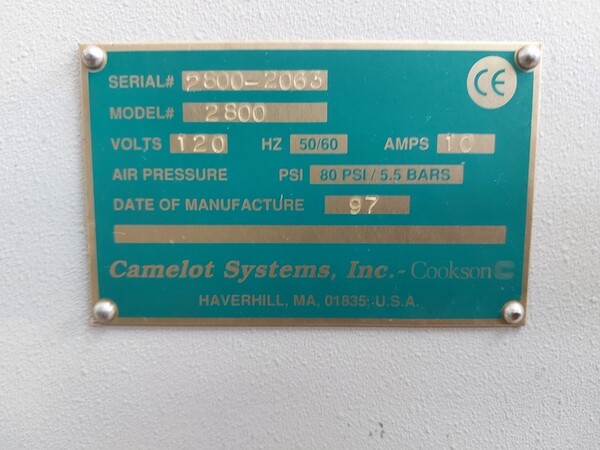 SERIAL# 2800-2063
CE
MODEL# 2800
VOLTS 120 HZ 50/60 AMPS 10
AIR PRESSURE PSI 80 PSI / 5.5 BARS
DATE OF MANUFACTURE 97
Camelot Systems, Inc.- Cookson
HAVERHILL, MA, 01835, U.S.A.